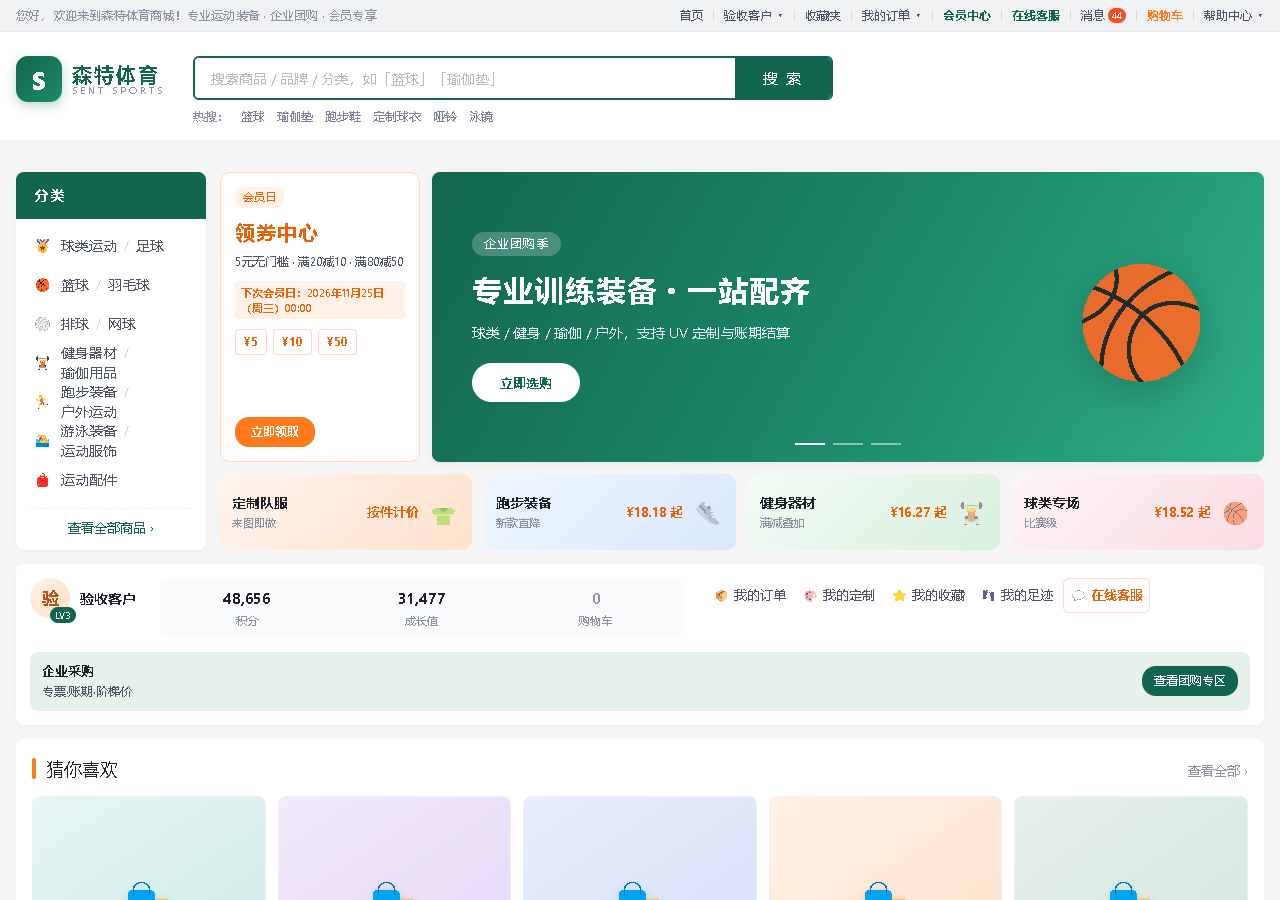 您好，欢迎来到森特体育商城！专业运动装备 · 企业团购 · 会员专享
首页 验收客户 收藏夹 我的订单 会员中心 在线客服 消息 44 购物车 帮助中心
S
森特体育
SENT SPORTS
搜索商品 / 品牌 / 分类，如「篮球」「瑜伽垫」
搜 索
热搜： 篮球 瑜伽垫 跑步鞋 定制球衣 哑铃 泳镜
分类
球类运动 / 足球
篮球 / 羽毛球
排球 / 网球
健身器材 /
瑜伽用品
跑步装备 /
户外运动
游泳装备 /
运动服饰
运动配件
查看全部商品 ›
会员日
领券中心
5元无门槛 · 满20减10 · 满80减50
下次会员日：2026年11月25日
（周三）00:00
¥5 ¥10 ¥50
立即领取
企业团购季
专业训练装备 · 一站配齐
球类 / 健身 / 瑜伽 / 户外，支持 UV 定制与账期结算
立即选购
定制队服
来图即做
按件计价
跑步装备
新款直降
¥18.18 起
健身器材
满减叠加
¥16.27 起
球类专场
比赛级
¥18.52 起
验
LV3
验收客户
48,656
积分
31,477
成长值
0
购物车
我的订单 我的定制 我的收藏 我的足迹 在线客服
企业采购
专票·账期·阶梯价
查看团购专区
猜你喜欢
查看全部 ›